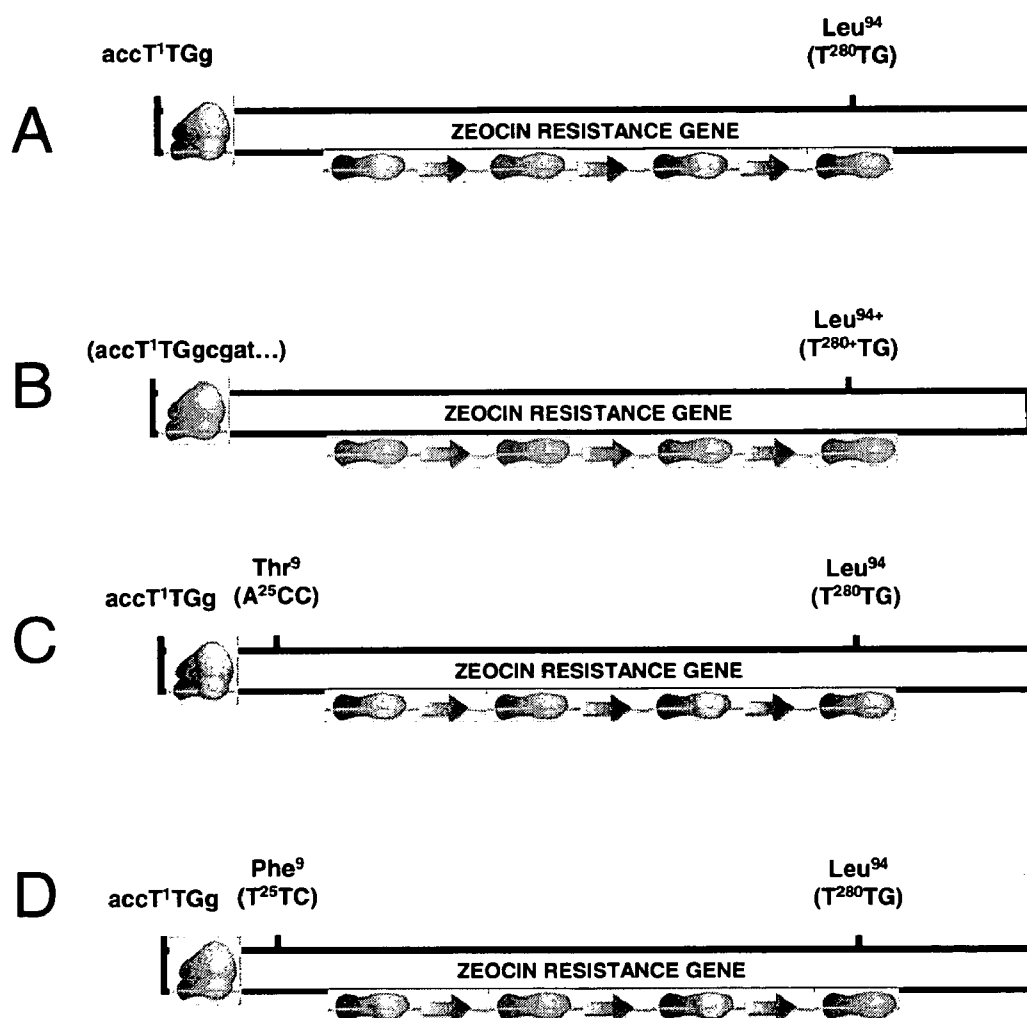 Leu⁹⁴
accT¹TGg
(T²⁸⁰TG)
A
ZEOCIN RESISTANCE GENE
Leu⁹⁴⁺
(accT¹TGgcgat...)
(T²⁸⁰⁺TG)
B
ZEOCIN RESISTANCE GENE
Thr⁹
Leu⁹⁴
accT¹TGg
(A²⁵CC)
(T²⁸⁰TG)
C
ZEOCIN RESISTANCE GENE
Phe⁹
Leu⁹⁴
accT¹TGg
(T²⁵TC)
(T²⁸⁰TG)
D
ZEOCIN RESISTANCE GENE